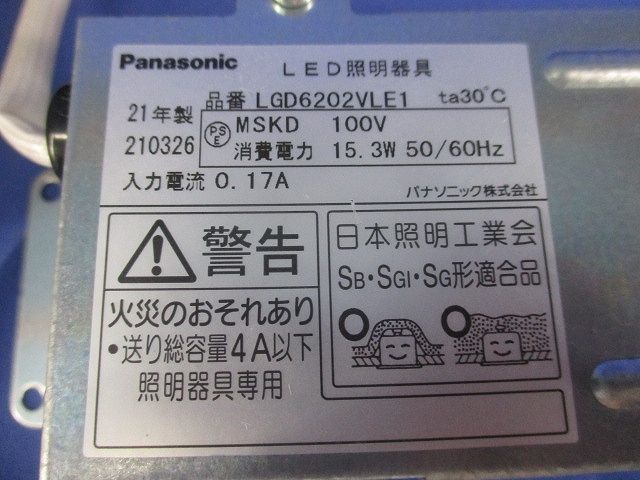 Panasonic LED照明器具
品番 LGD6202VLE1 ta30℃
21年製
210326
PSE MSKD 100V
消費電力 15.3W 50/60Hz
入力電流 0.17A
パナソニック株式会社
警告
火災のおそれあり
・送り総容量4A以下
照明器具専用
日本照明工業会
SB・SGI・SG形適合品